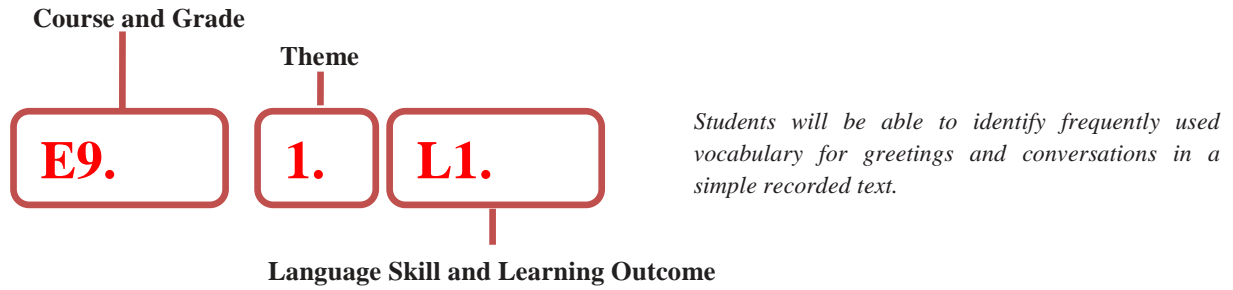 Course and Grade
Theme
E9.
1.
L1.
Students will be able to identify frequently used
vocabulary for greetings and conversations in a
simple recorded text.
Language Skill and Learning Outcome